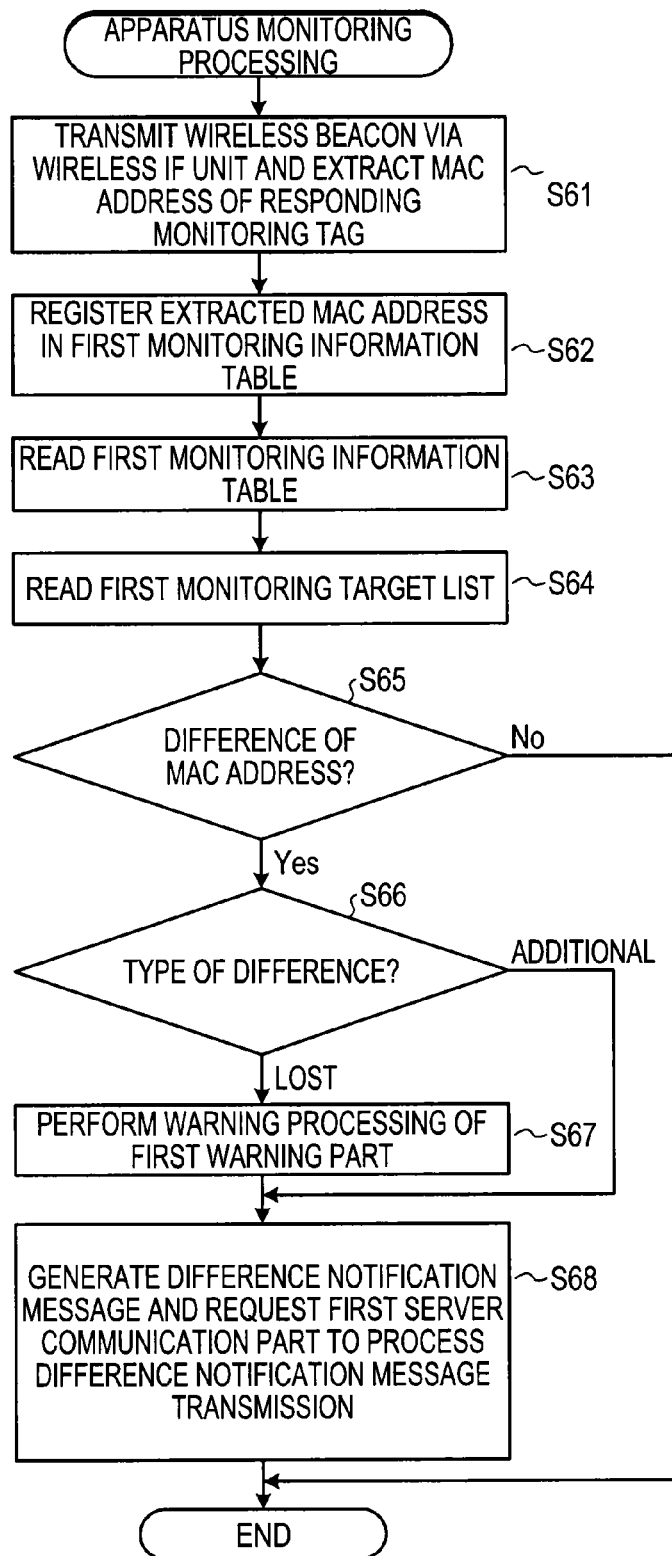 APPARATUS MONITORING
PROCESSING
TRANSMIT WIRELESS BEACON VIA
WIRELESS IF UNIT AND EXTRACT MAC
ADDRESS OF RESPONDING
MONITORING TAG
S61
REGISTER EXTRACTED MAC ADDRESS
IN FIRST MONITORING INFORMATION
TABLE
S62
READ FIRST MONITORING INFORMATION
TABLE
S63
READ FIRST MONITORING TARGET LIST
S64
S65
DIFFERENCE OF
MAC ADDRESS?
No
Yes
S66
TYPE OF DIFFERENCE?
ADDITIONAL
LOST
PERFORM WARNING PROCESSING OF
FIRST WARNING PART
S67
GENERATE DIFFERENCE NOTIFICATION
MESSAGE AND REQUEST FIRST SERVER
COMMUNICATION PART TO PROCESS
DIFFERENCE NOTIFICATION MESSAGE
TRANSMISSION
S68
END